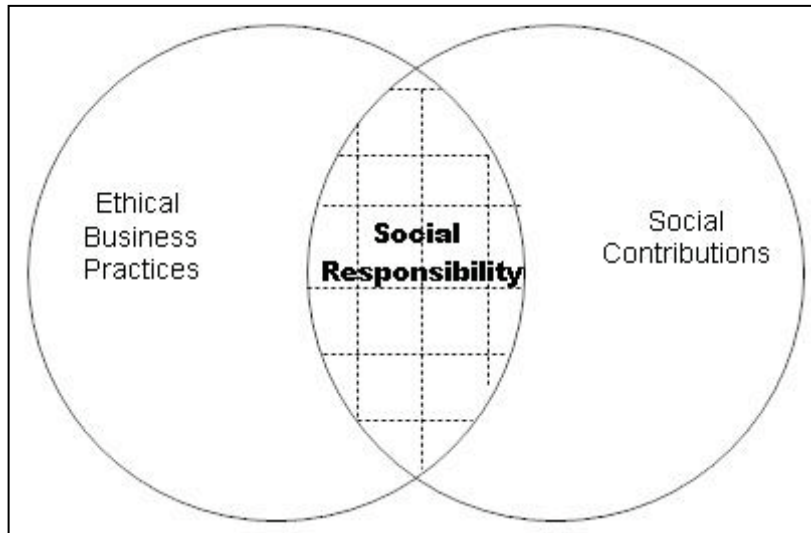 Ethical
Business
Practices
Social
Responsibility
Social
Contributions